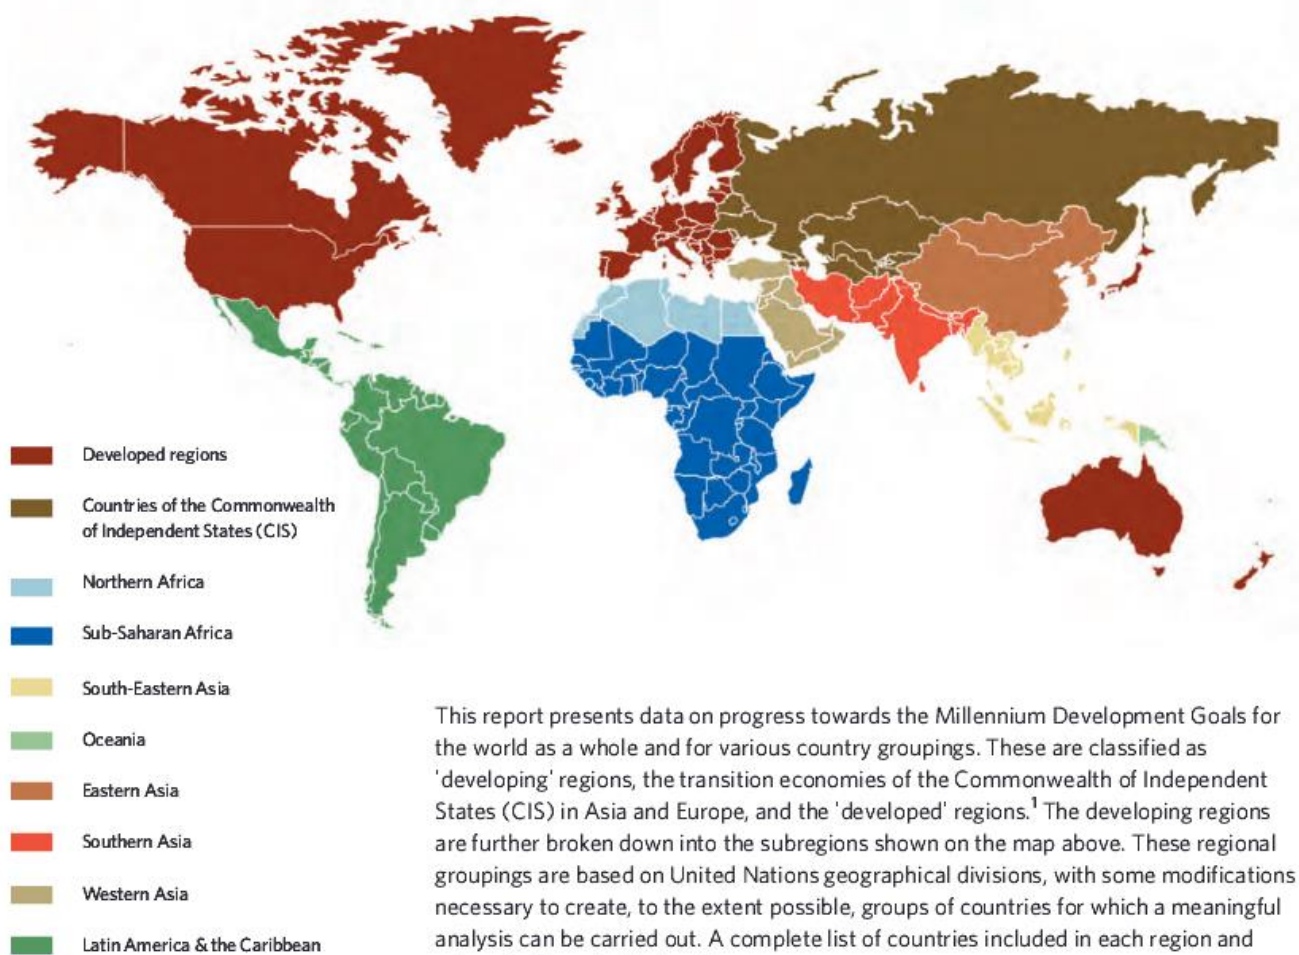 Developed regions
Countries of the Commonwealth
of Independent States (CIS)
Northern Africa
Sub-Saharan Africa
South-Eastern Asia
Oceania
Eastern Asia
Southern Asia
Western Asia
Latin America & the Caribbean
This report presents data on progress towards the Millennium Development Goals for
the world as a whole and for various country groupings. These are classified as
'developing' regions, the transition economies of the Commonwealth of Independent
States (CIS) in Asia and Europe, and the 'developed' regions.¹ The developing regions
are further broken down into the subregions shown on the map above. These regional
groupings are based on United Nations geographical divisions, with some modifications
necessary to create, to the extent possible, groups of countries for which a meaningful
analysis can be carried out. A complete list of countries included in each region and